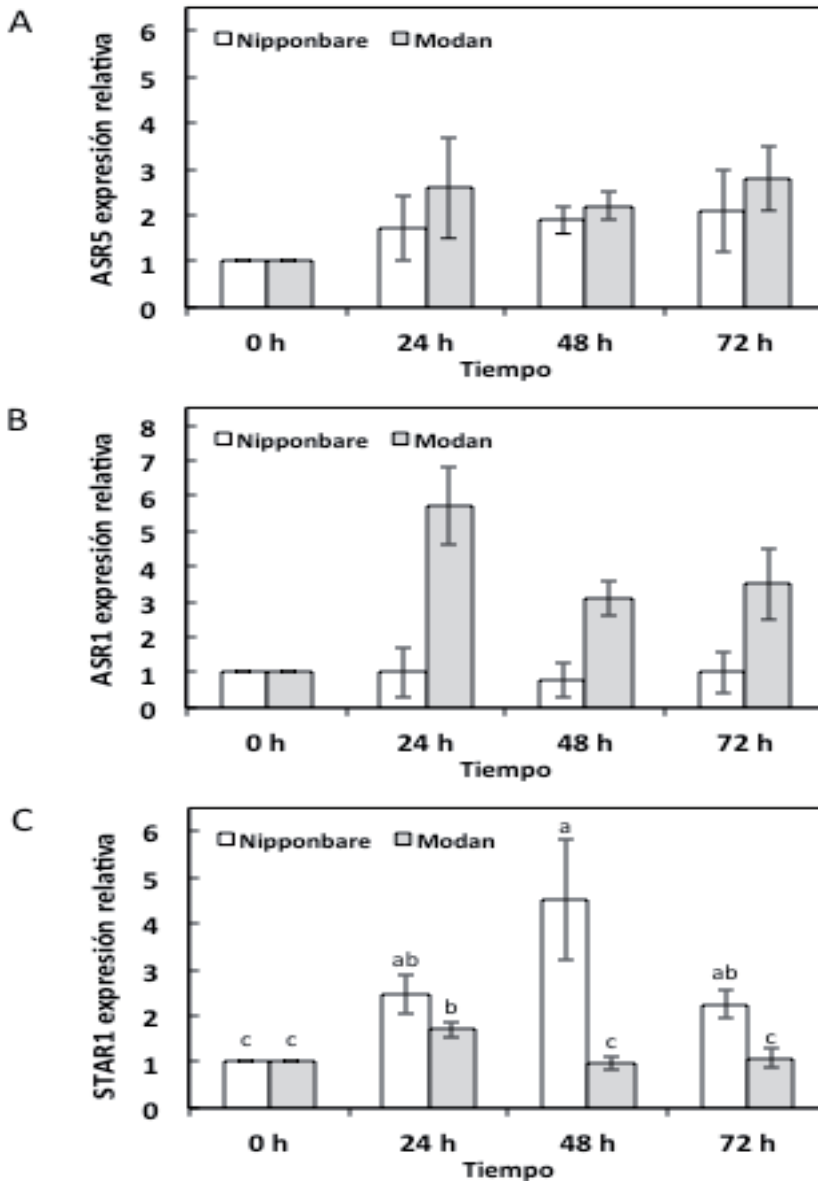 A
ASR5 expresión relativa
6
5
4
3
2
1
0
Nipponbare Modan
0 h 24 h 48 h 72 h
Tiempo
B
ASR1 expresión relativa
8
7
6
5
4
3
2
1
0
Nipponbare Modan
0 h 24 h 48 h 72 h
Tiempo
C
STAR1 expresión relativa
6
5
4
3
2
1
0
Nipponbare Modan
c c ab b a c ab c
0 h 24 h 48 h 72 h
Tiempo